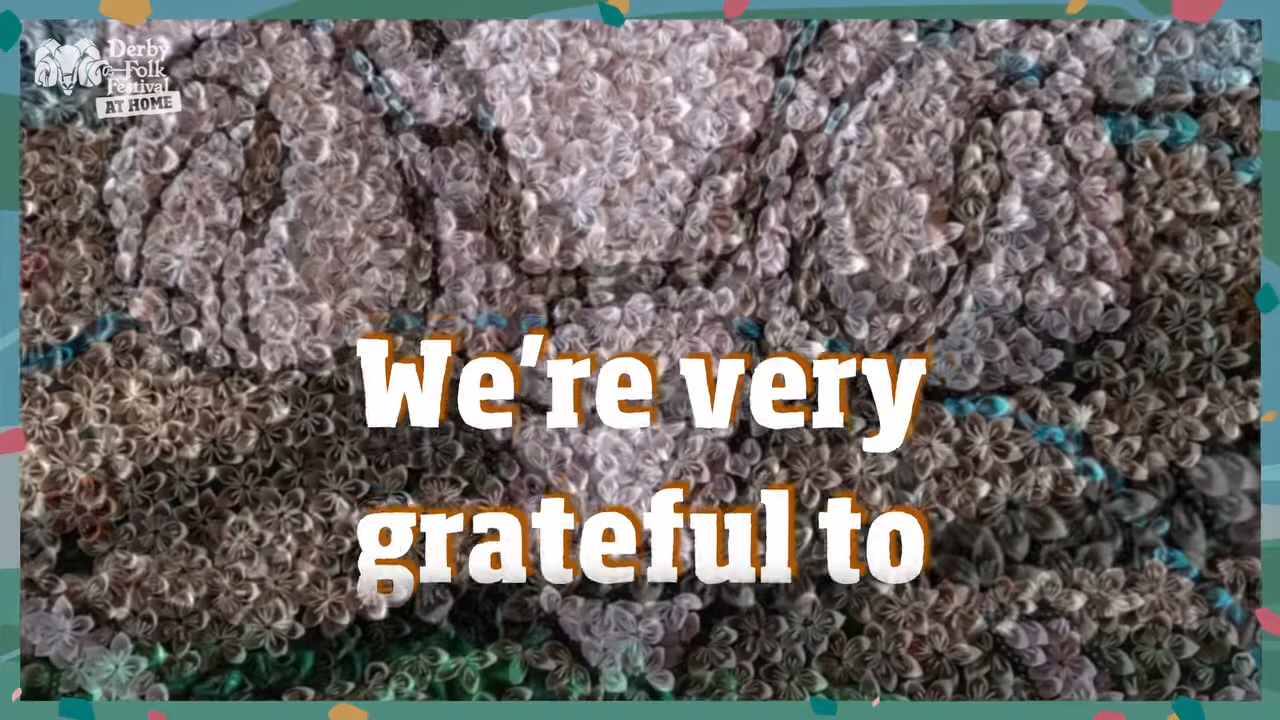 Derby
Folk
Festival
AT HOME
We're very
grateful to